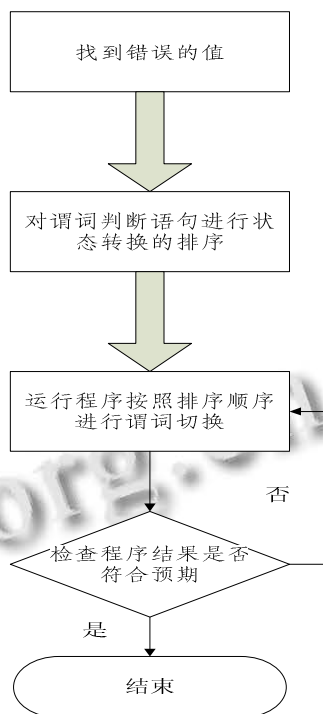 找到错误的值
对谓词判断语句进行状
态转换的排序
运行程序按照排序顺序
进行谓词切换
否
检查程序结果是否
符合预期
是
结束